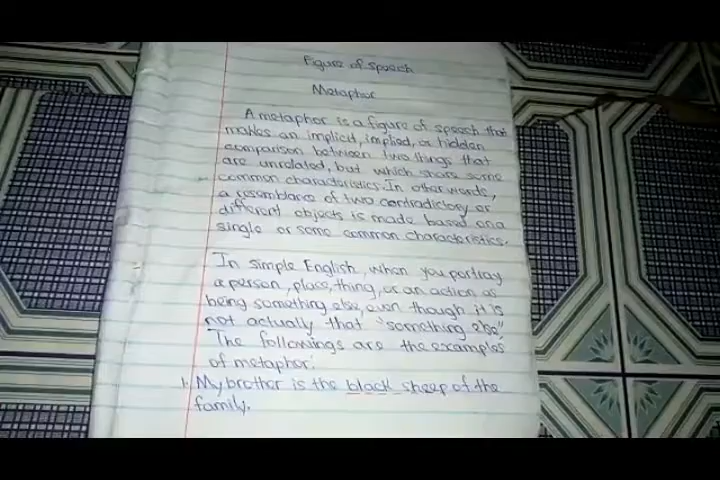 Figure of speech
Metaphor
A metaphor is a figure of speech that
makes an implicit, implied, or hidden
comparison between two things that
are unrelated, but which share some
common characteristics. In other words,
a resemblance of two contradictory or
different objects is made based on a
single or some common characteristics.
In simple English, when you portray
a person, place, thing, or an action as
being something else, even though it is
not actually that "something else",
The followings are the examples
of metaphor:
1. My brother is the black sheep of the
family.